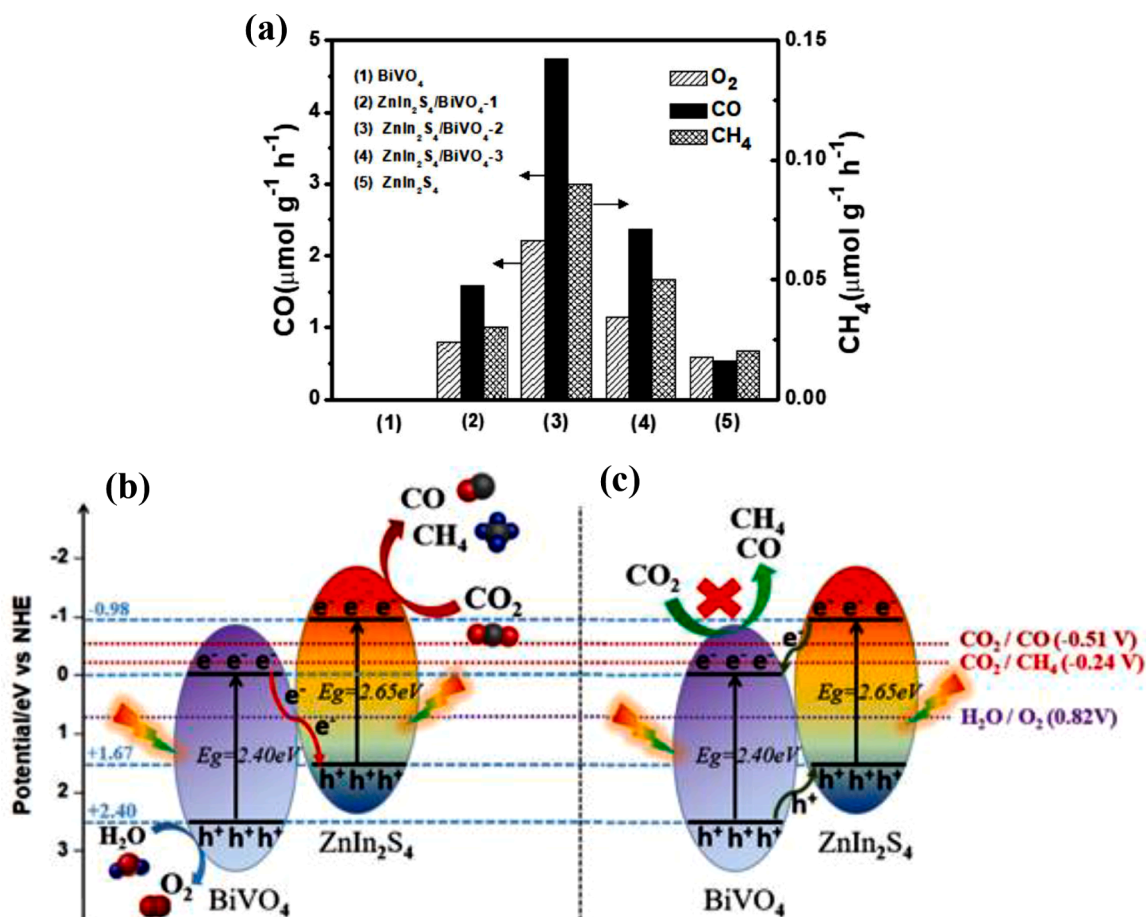 (a)
5
4
3
2
1
0
CO(μmol g⁻¹ h⁻¹)
(1) BiVO₄
(2) ZnIn₂S₄/BiVO₄-1
(3) ZnIn₂S₄/BiVO₄-2
(4) ZnIn₂S₄/BiVO₄-3
(5) ZnIn₂S₄
O₂
CO
CH₄
0.15
0.10
0.05
0.00
CH₄(μmol g⁻¹ h⁻¹)
(1) (2) (3) (4) (5)
(b)
Potential/eV vs NHE
-2
-1
0
1
2
3
-0.98
+1.67
+2.40
CO
CH₄
CO₂
e⁻ e⁻ e⁻
e⁻ e⁻ e⁻
e⁻
e⁻
Eg=2.65eV
Eg=2.40eV
h⁺ h⁺ h⁺
h⁺ h⁺ h⁺
H₂O
O₂
ZnIn₂S₄
BiVO₄
(c)
CH₄
CO
CO₂
e⁻ e⁻ e⁻
e⁻
e⁻ e⁻ e⁻
Eg=2.65eV
Eg=2.40eV
h⁺ h⁺ h⁺
h⁺
h⁺ h⁺ h⁺
ZnIn₂S₄
BiVO₄
CO₂ / CO (-0.51 V)
CO₂ / CH₄ (-0.24 V)
H₂O / O₂ (0.82V)